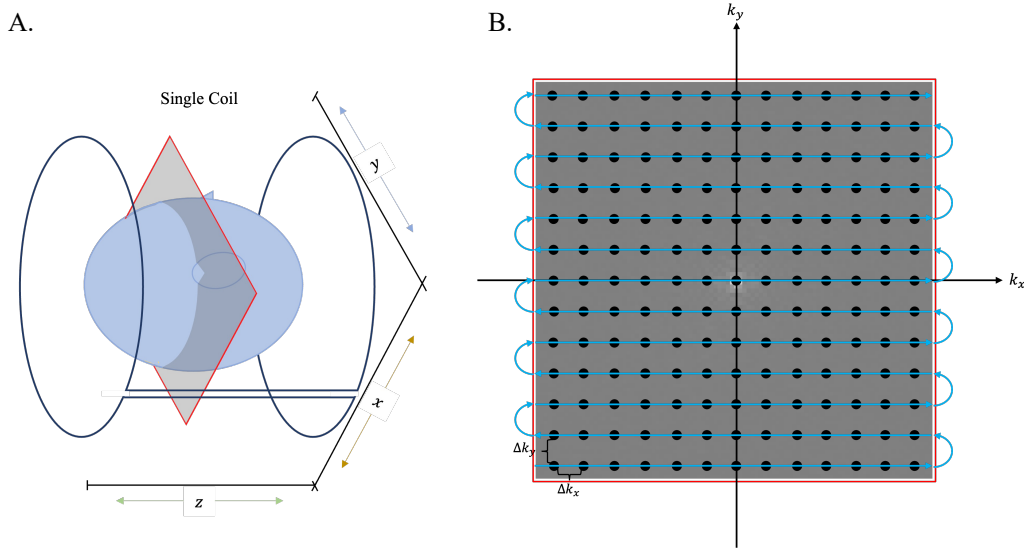 A.
B.
Single Coil
y
x
z
k_y
k_x
Δk_y
Δk_x